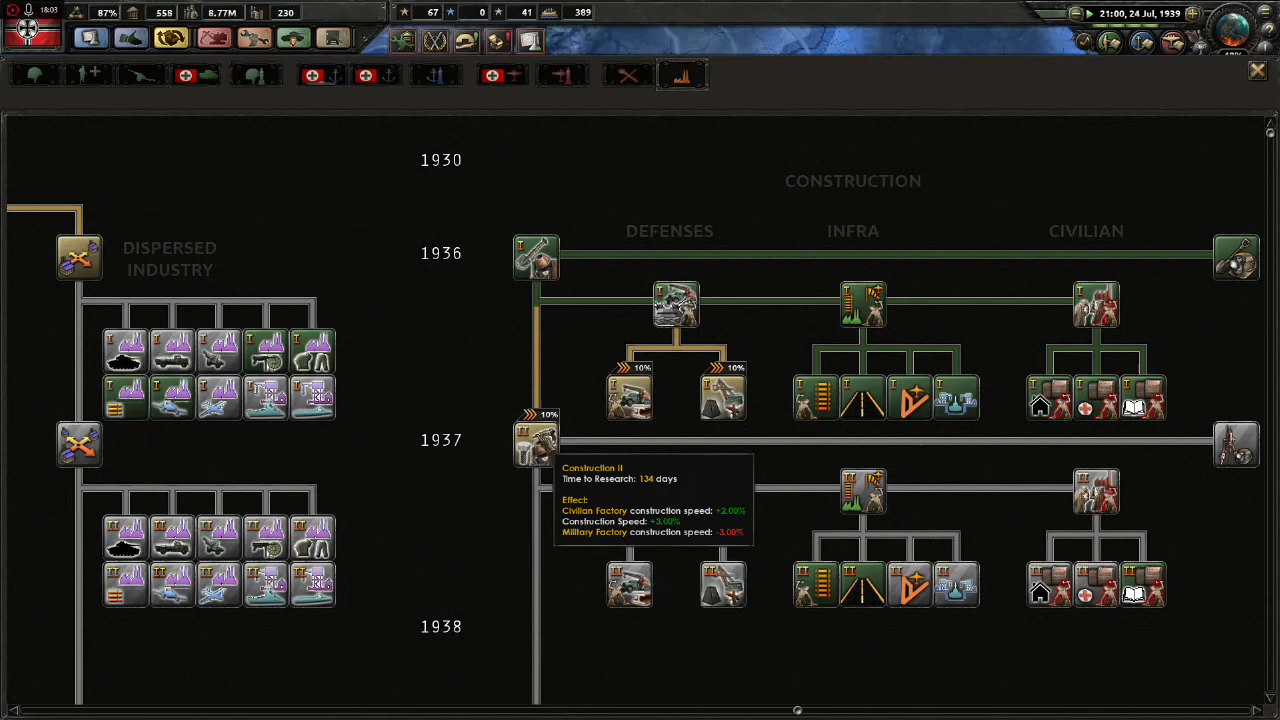 18:03
87%
558
8.77M
230
67
0
41
389
21:00, 24 Jul, 1939
1930
CONSTRUCTION
DISPERSED
INDUSTRY
DEFENSES
INFRA
CIVILIAN
1936
10%
10%
10%
1937
Construction II
Time to Research: 134 days
Effect:
Civilian Factory construction speed: +2.00%
Construction Speed: +3.00%
Military Factory construction speed: -3.00%
1938